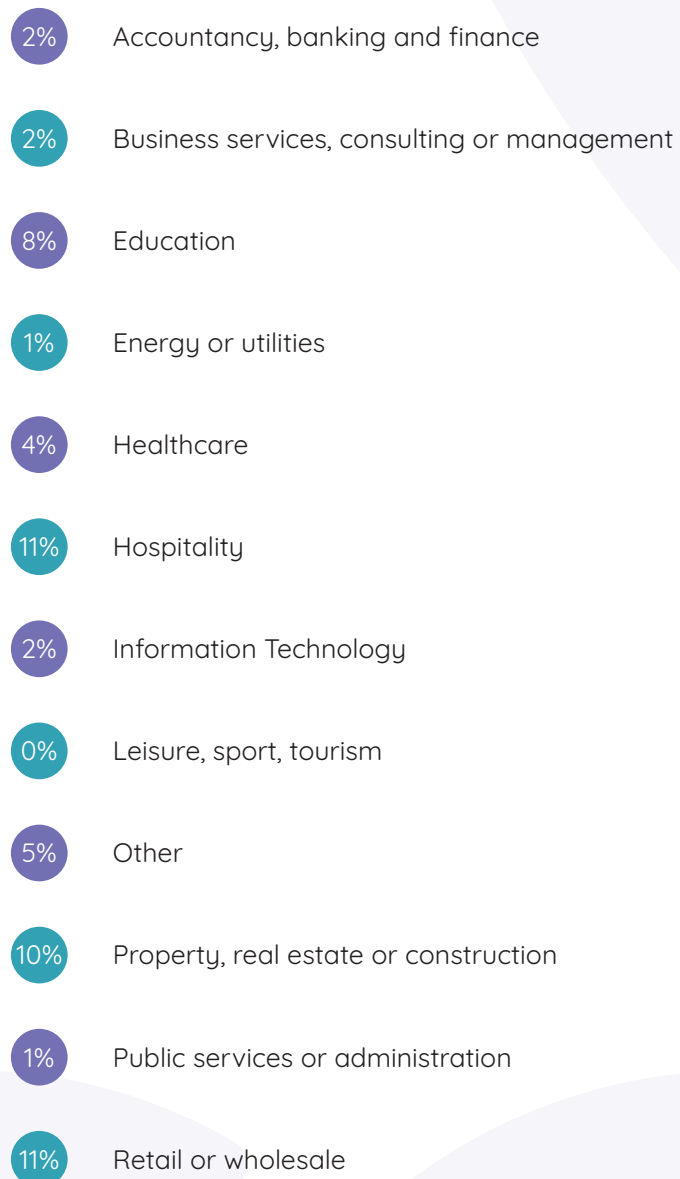 2% Accountancy, banking and finance
2% Business services, consulting or management
8% Education
1% Energy or utilities
4% Healthcare
11% Hospitality
2% Information Technology
0% Leisure, sport, tourism
5% Other
10% Property, real estate or construction
1% Public services or administration
11% Retail or wholesale